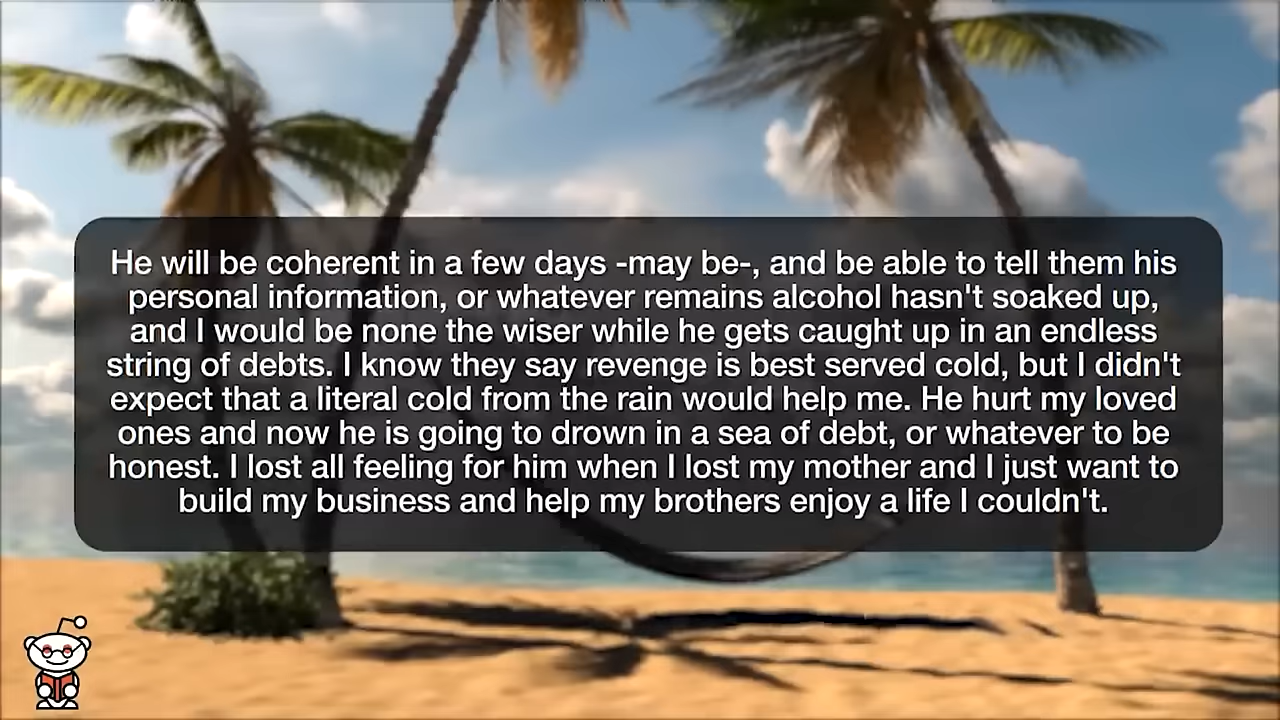 He will be coherent in a few days -may be-, and be able to tell them his
personal information, or whatever remains alcohol hasn't soaked up,
and I would be none the wiser while he gets caught up in an endless
string of debts. I know they say revenge is best served cold, but I didn't
expect that a literal cold from the rain would help me. He hurt my loved
ones and now he is going to drown in a sea of debt, or whatever to be
honest. I lost all feeling for him when I lost my mother and I just want to
build my business and help my brothers enjoy a life I couldn't.